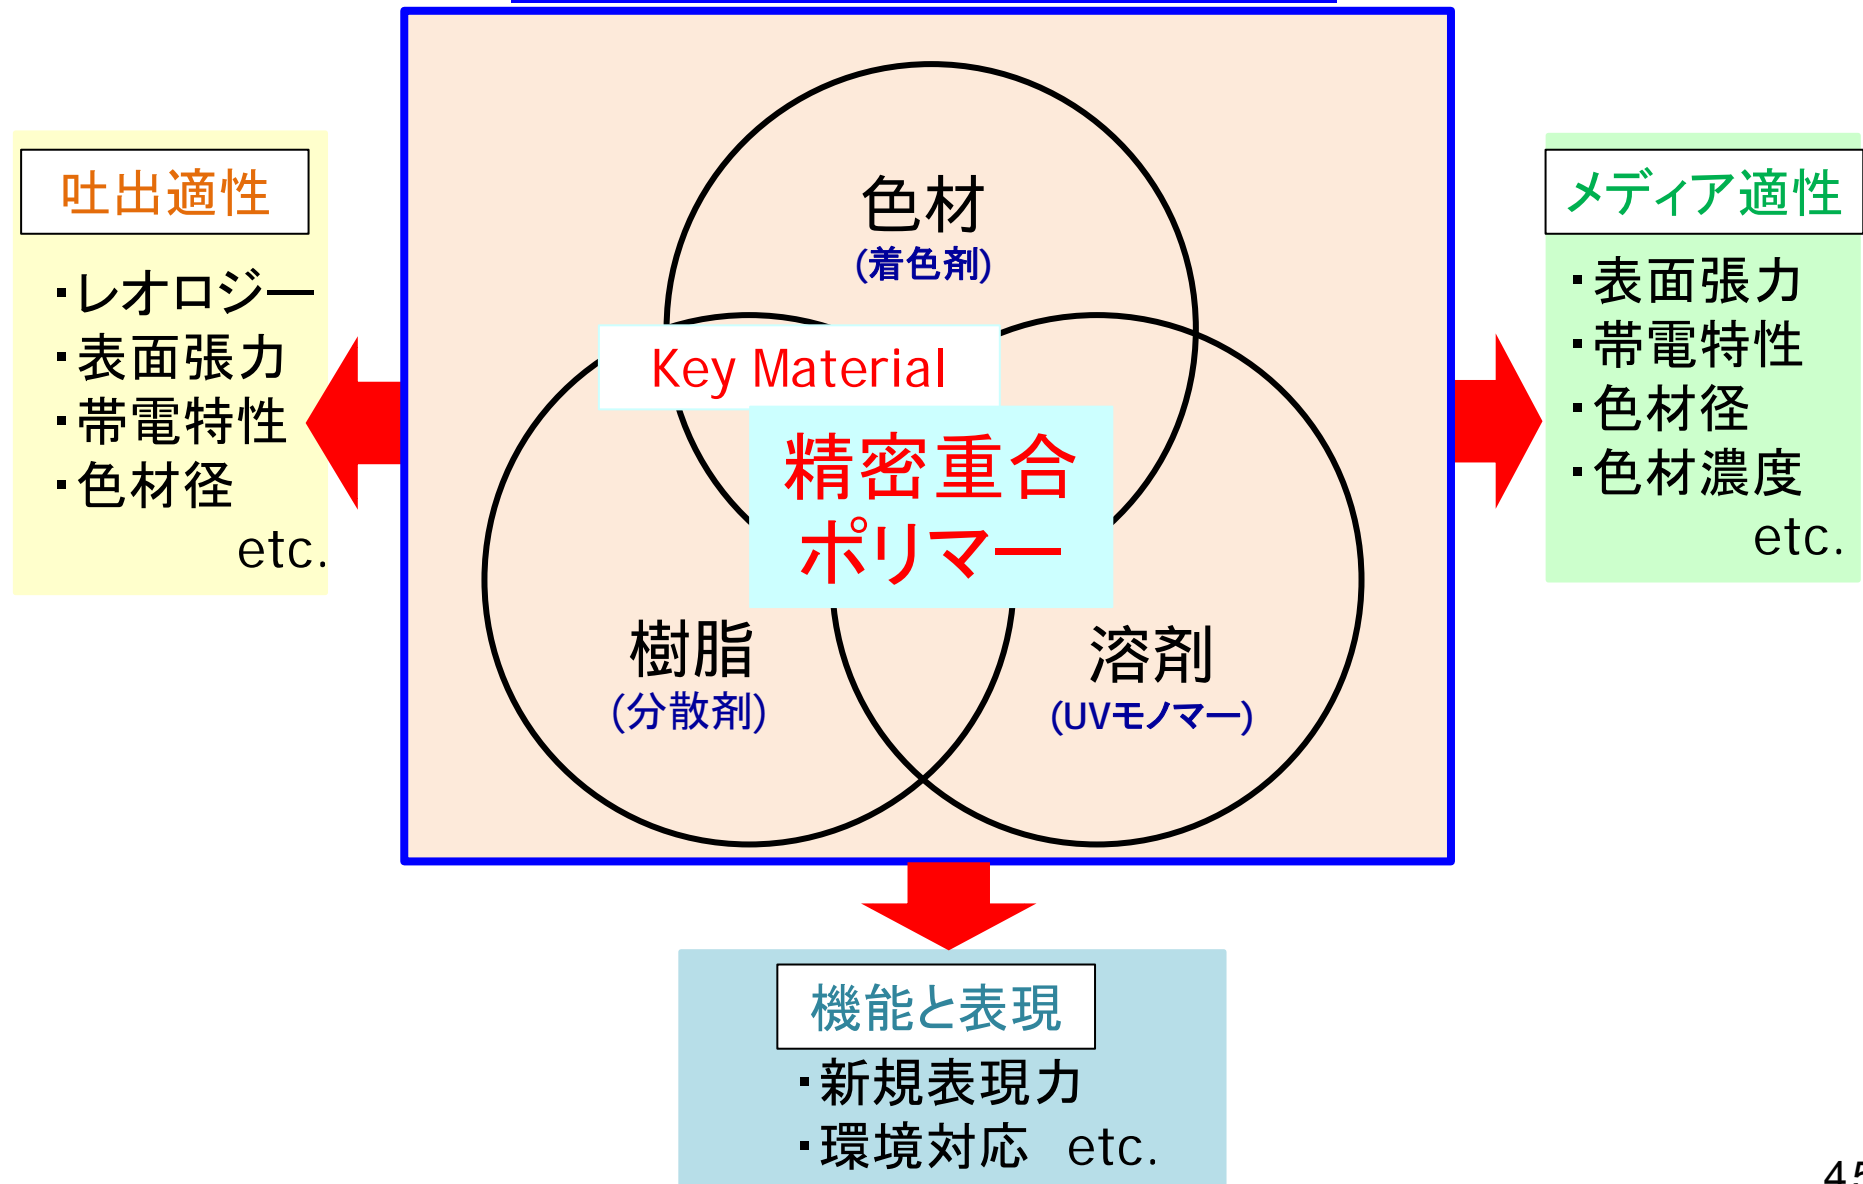 色材
(着色剤)
Key Material
精密重合
ポリマー
樹脂
(分散剤)
溶剤
(UVモノマー)
吐出適性
・レオロジー
・表面張力
・帯電特性
・色材径
etc.
メディア適性
・表面張力
・帯電特性
・色材径
・色材濃度
etc.
機能と表現
・新規表現力
・環境対応 etc.
45